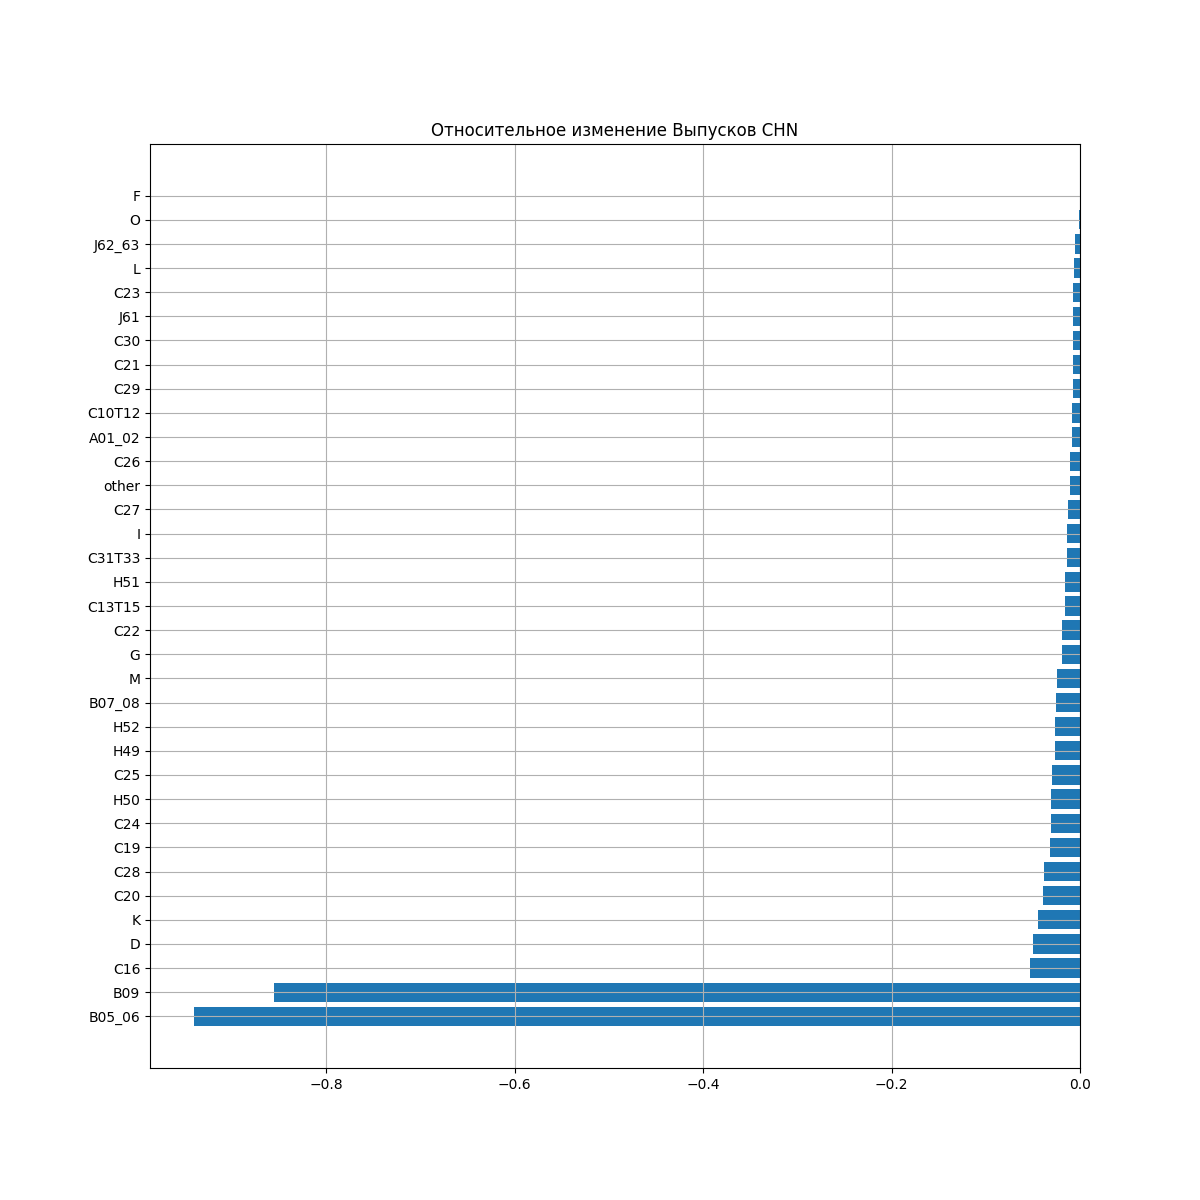 Относительное изменение Выпусков CHN
F
O
J62_63
L
C23
J61
C30
C21
C29
C10T12
A01_02
C26
other
C27
I
C31T33
H51
C13T15
C22
G
M
B07_08
H52
H49
C25
H50
C24
C19
C28
C20
K
D
C16
B09
B05_06
−0.8 −0.6 −0.4 −0.2 0.0